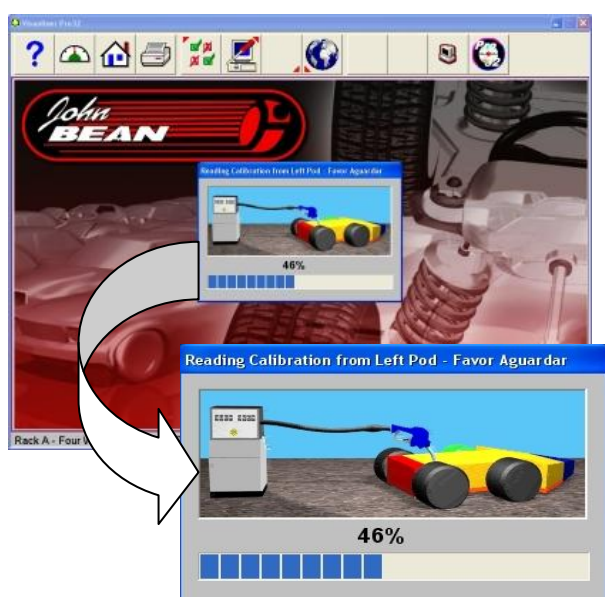 Visualiner Pro32
?
John
BEAN
Reading Calibration from Left Pod - Favor Aguardar
46%
Reading Calibration from Left Pod - Favor Aguardar
46%
Rack A - Four W